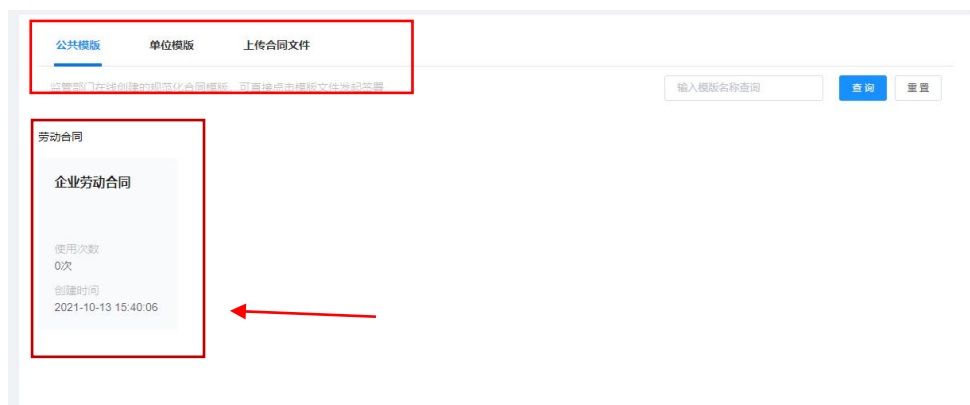 公共模版 单位模版 上传合同文件
监管部门在线创建的规范化合同模版，可直接点击模版文件发起签署
输入模版名称查询 查询 重置
劳动合同
企业劳动合同
使用次数
0次
创建时间
2021-10-13 15:40:06